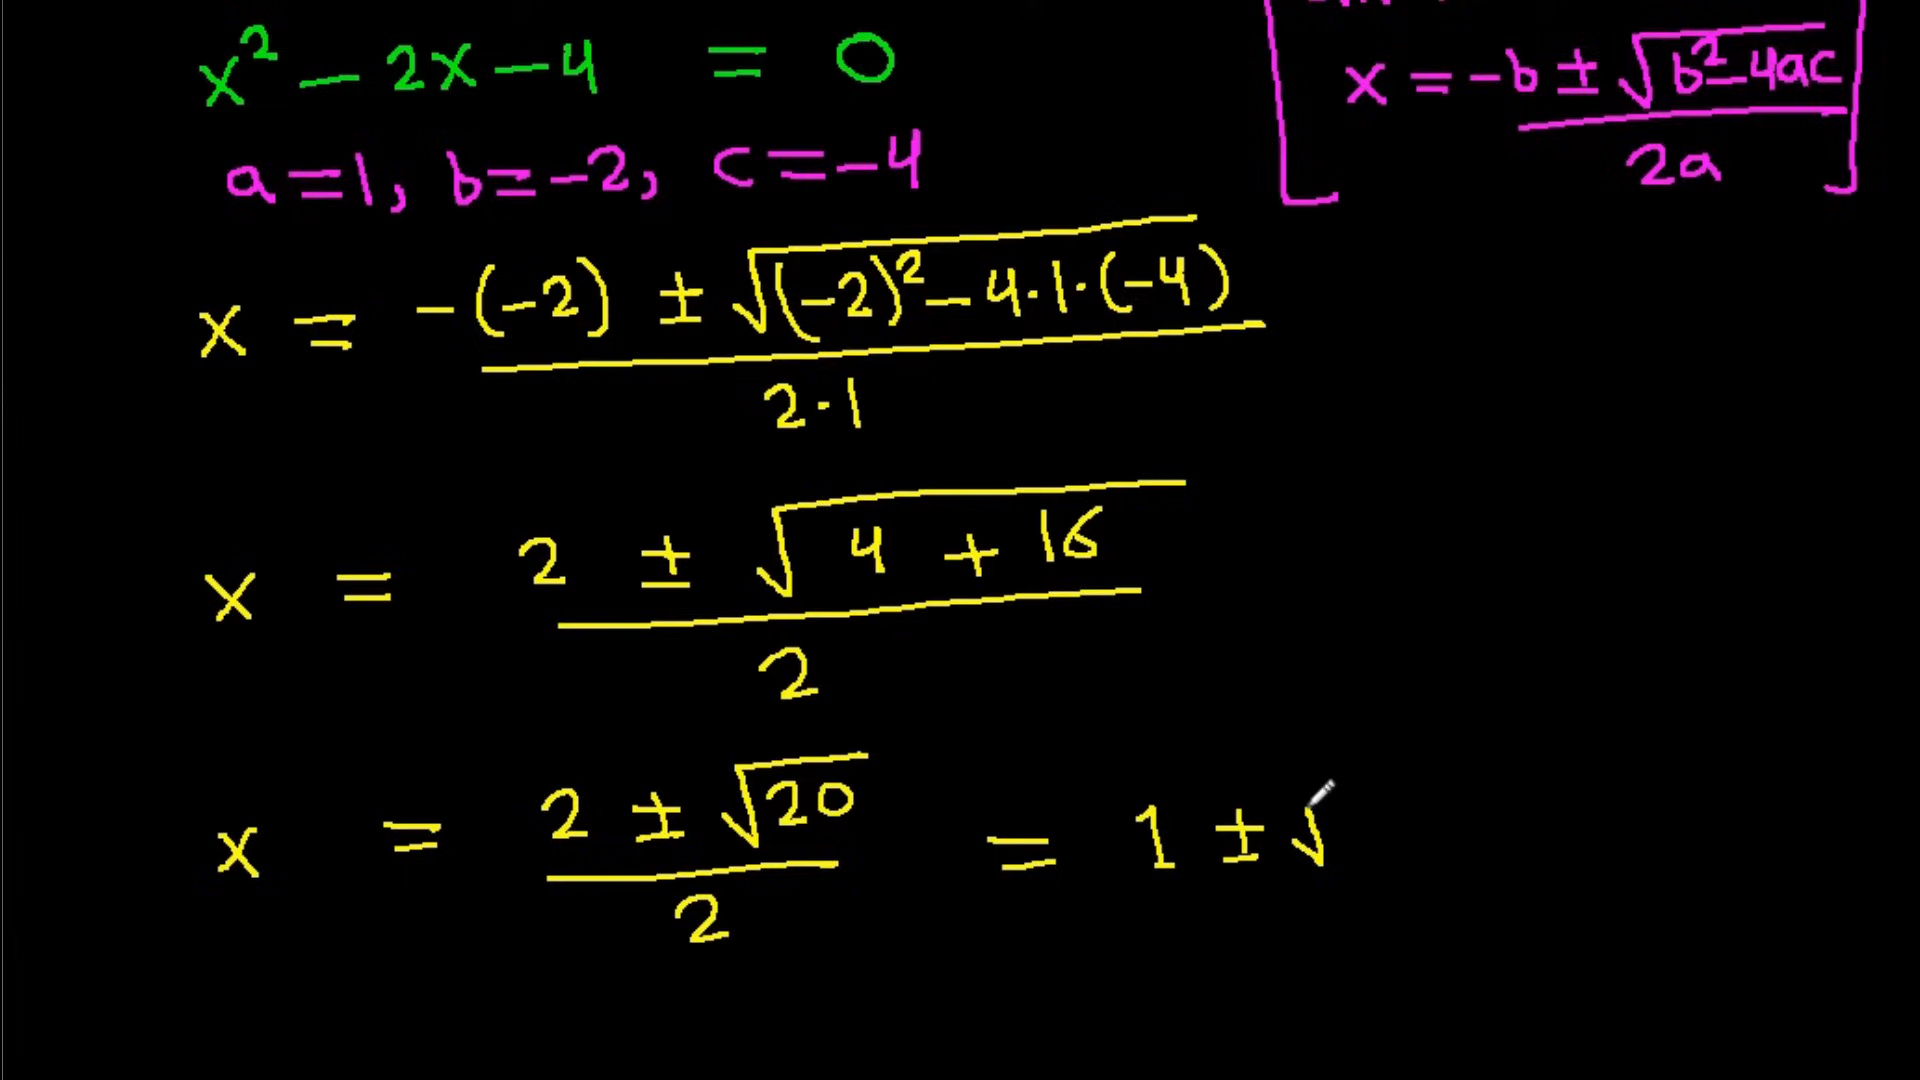 x² - 2x - 4 = 0
x = -b ± √(b² - 4ac) / 2a
a = 1, b = -2, c = -4
x = -(-2) ± √((-2)² - 4·1·(-4)) / 2·1
x = 2 ± √(4 + 16) / 2
x = 2 ± √20 / 2 = 1 ± √